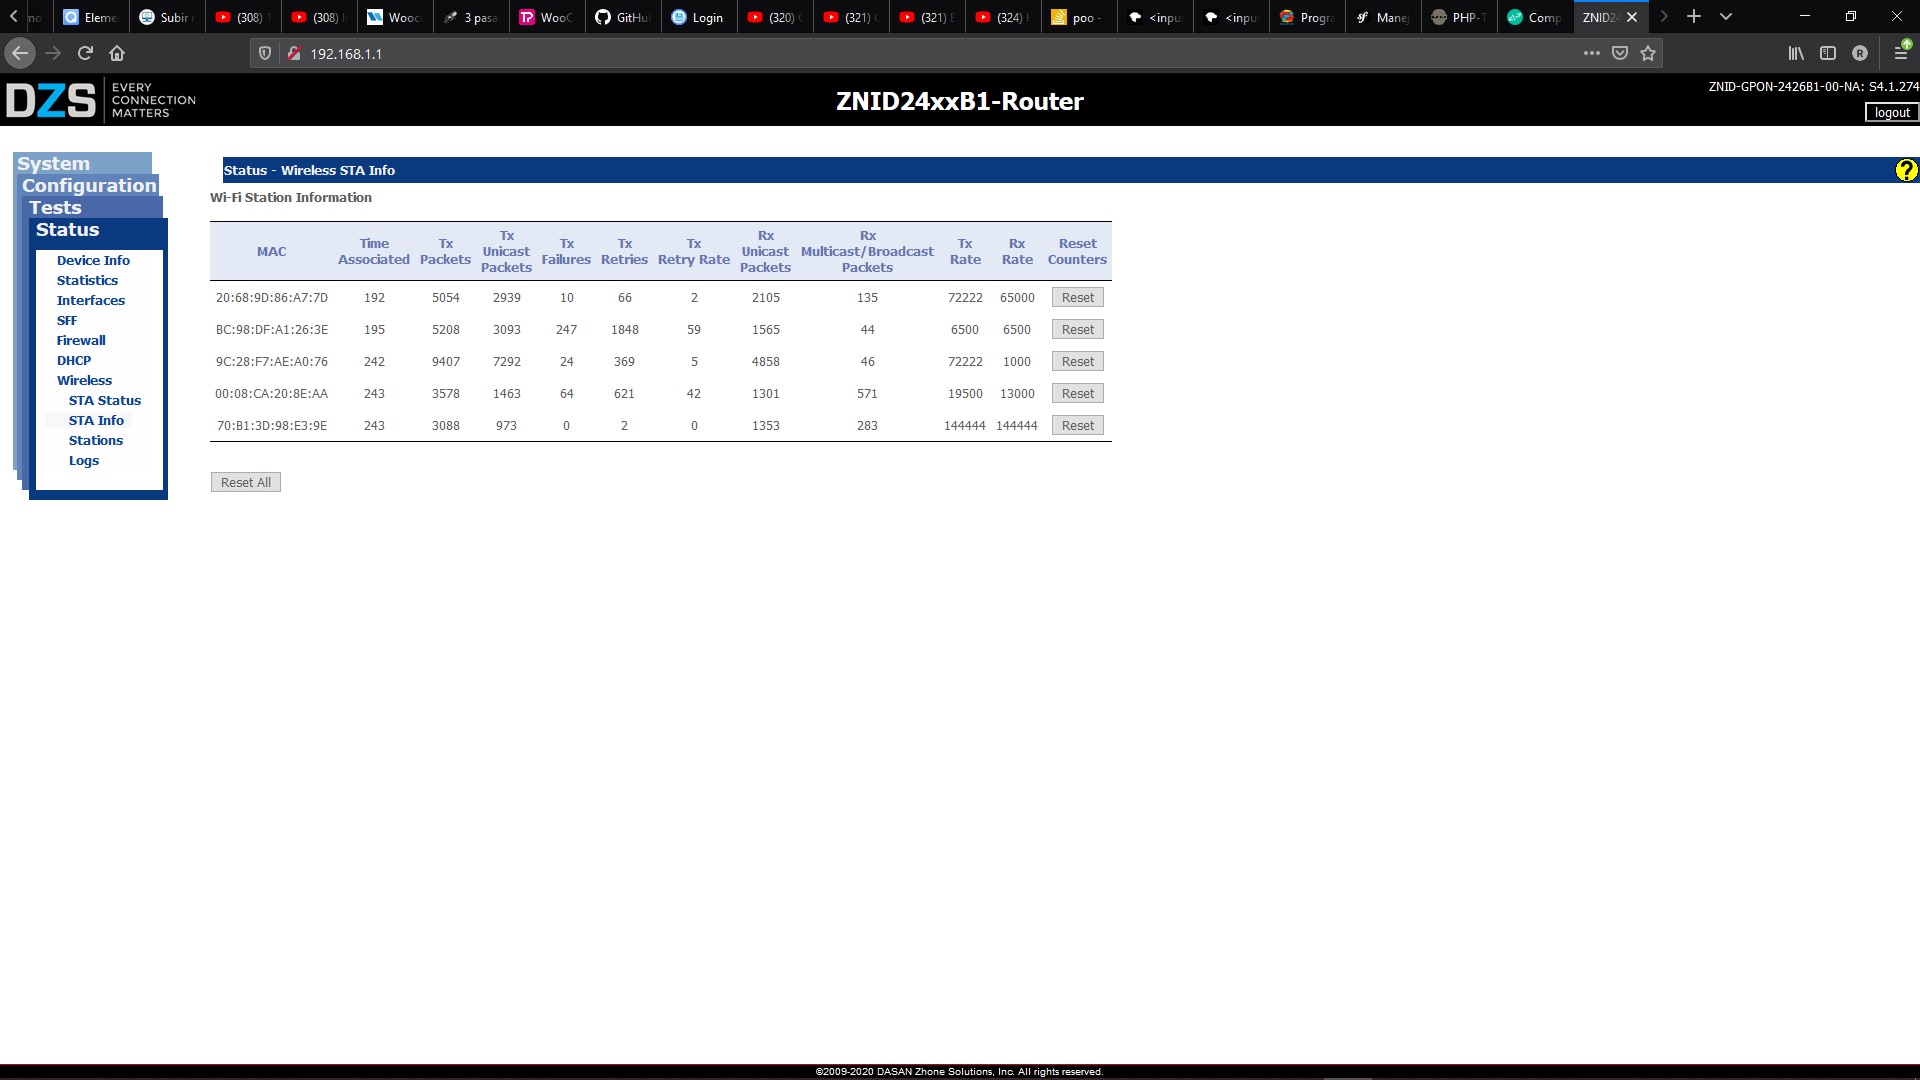 mo
Eleme
Subir r
(308) 1
(308) I
Wooc
3 pasa
WooC
GitHu
Login
(320) (
(321) C
(321) E
(324) H
poo -
<inpu
<inpu
Progra
Manej
PHP-T
Comp
ZNID24
192.168.1.1
DZS
EVERY
CONNECTION
MATTERS
ZNID24xxB1-Router
ZNID-GPON-2426B1-00-NA: S4.1.274
logout
System
Configuration
Tests
Status
Device Info
Statistics
Interfaces
SFF
Firewall
DHCP
Wireless
STA Status
STA Info
Stations
Logs
Status - Wireless STA Info
?
Wi-Fi Station Information
MAC Time Associated Tx Packets Tx Unicast Packets Tx Failures Tx Retries Tx Retry Rate Rx Unicast Packets Rx Multicast/Broadcast Packets Tx Rate Rx Rate Reset Counters
20:68:9D:86:A7:7D 192 5054 2939 10 66 2 2105 135 72222 65000 Reset
BC:98:DF:A1:26:3E 195 5208 3093 247 1848 59 1565 44 6500 6500 Reset
9C:28:F7:AE:A0:76 242 9407 7292 24 369 5 4858 46 72222 1000 Reset
00:08:CA:20:8E:AA 243 3578 1463 64 621 42 1301 571 19500 13000 Reset
70:B1:3D:98:E3:9E 243 3088 973 0 2 0 1353 283 144444 144444 Reset
Reset All
©2009-2020 DASAN Zhone Solutions, Inc. All rights reserved.